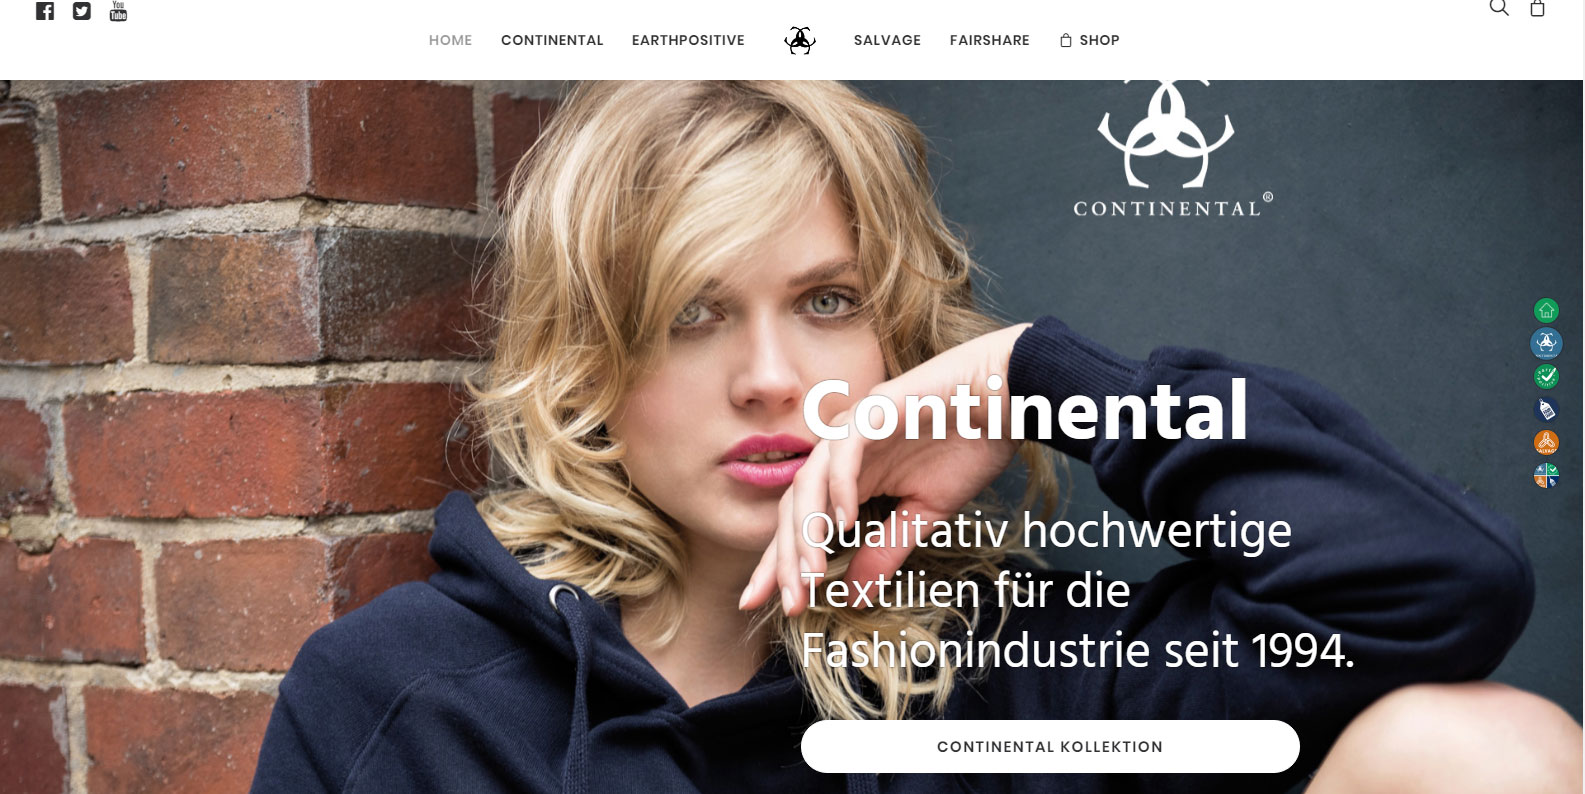 You
Tube
HOME CONTINENTAL EARTHPOSITIVE SALVAGE FAIRSHARE SHOP
CONTINENTAL®
Continental
Qualitativ hochwertige
Textilien für die
Fashionindustrie seit 1994.
CONTINENTAL KOLLEKTION